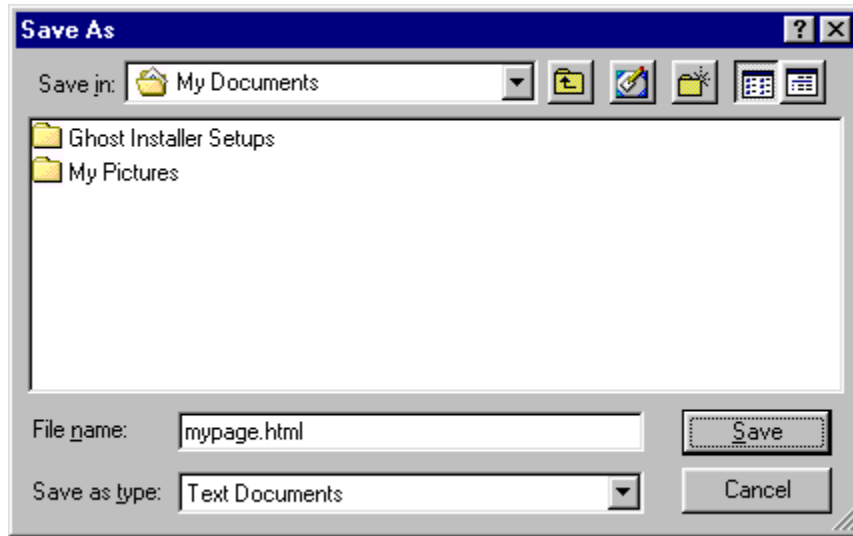 Save As
Save in: My Documents
Ghost Installer Setups
My Pictures
File name: mypage.html Save
Save as type: Text Documents Cancel